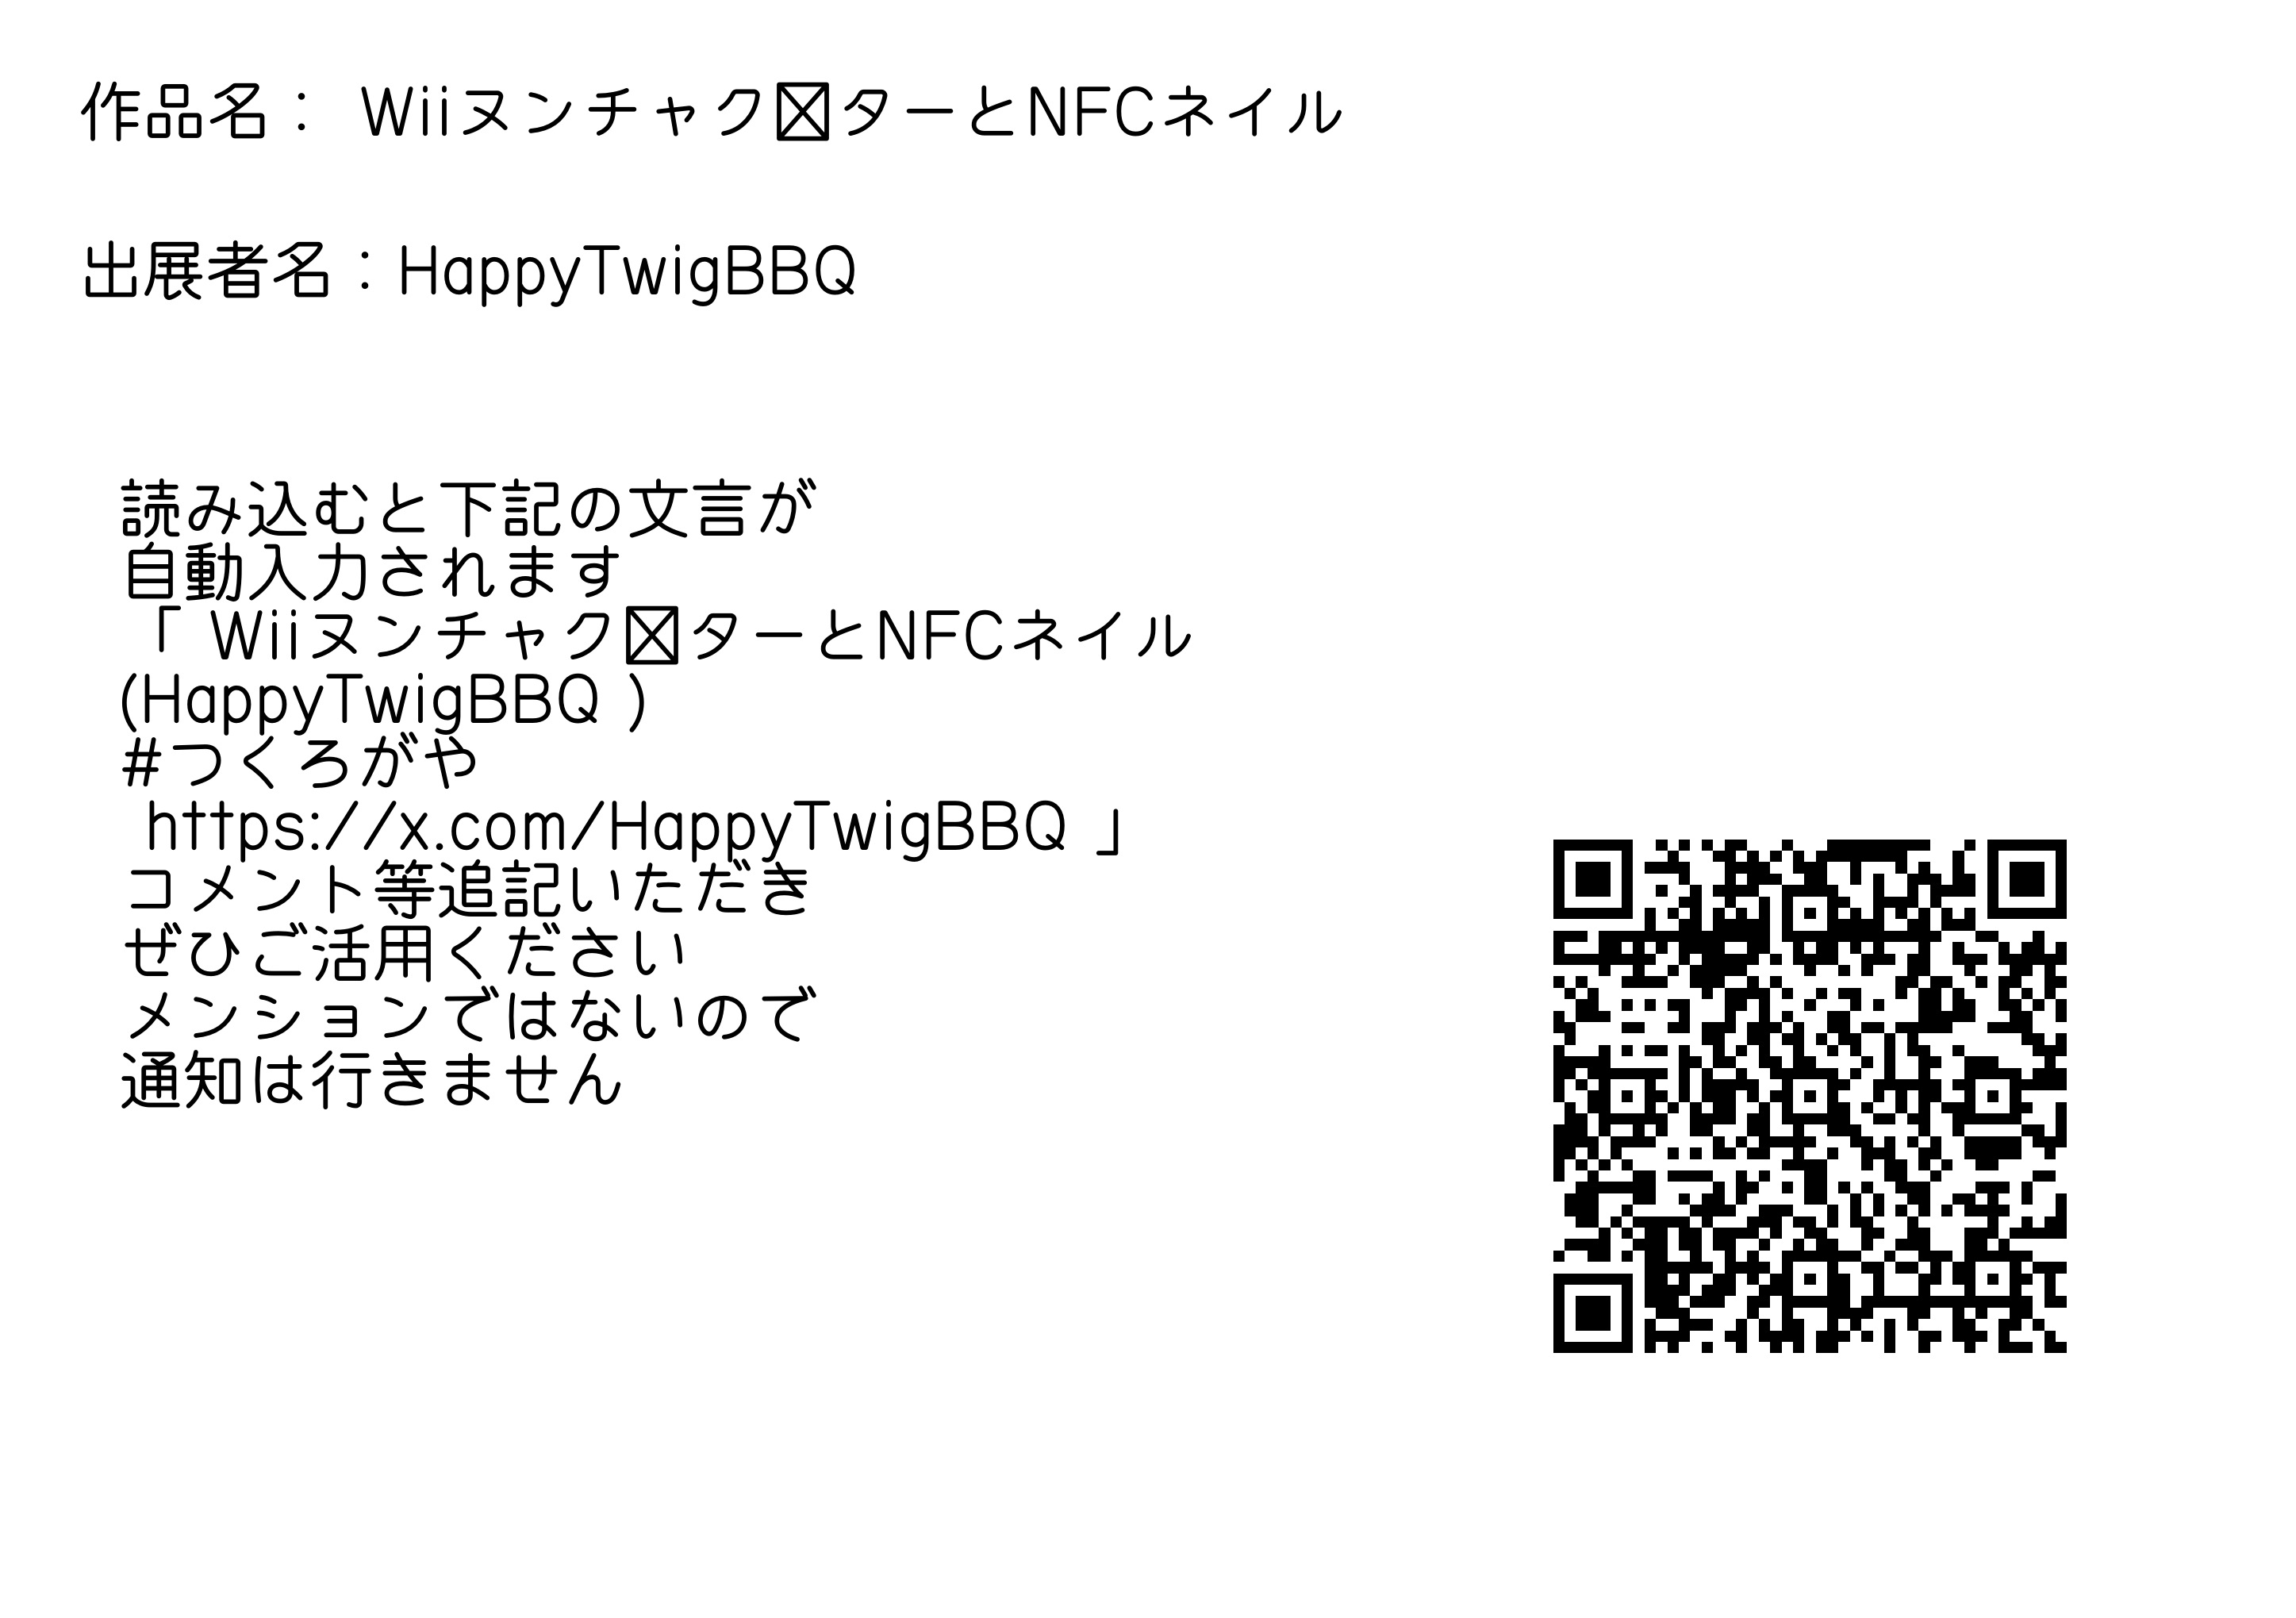 作品名： Wiiヌンチャク☒ターとNFCネイル
出展者名：HappyTwigBBQ
読み込むと下記の文言が
自動入力されます
「 Wiiヌンチャク☒ターとNFCネイル
(HappyTwigBBQ )
#つくろがや
https://x.com/HappyTwigBBQ 」
コメント等追記いただき
ぜひご活用ください
メンションではないので
通知は行きません